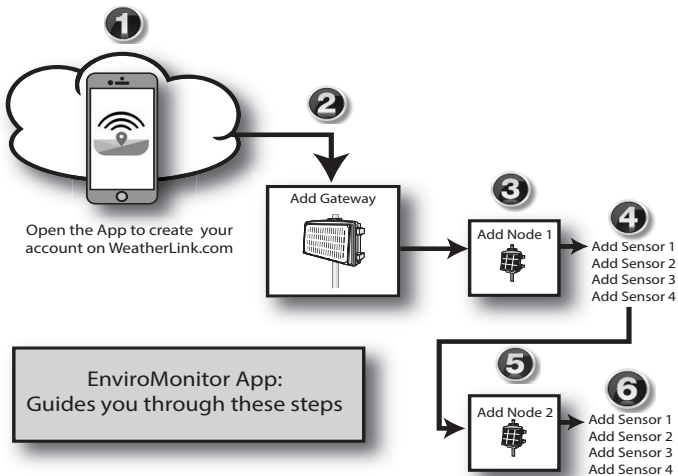 1
Open the App to create your
account on WeatherLink.com
2
Add Gateway
3
Add Node 1
4
Add Sensor 1
Add Sensor 2
Add Sensor 3
Add Sensor 4
EnviroMonitor App:
Guides you through these steps
5
Add Node 2
6
Add Sensor 1
Add Sensor 2
Add Sensor 3
Add Sensor 4